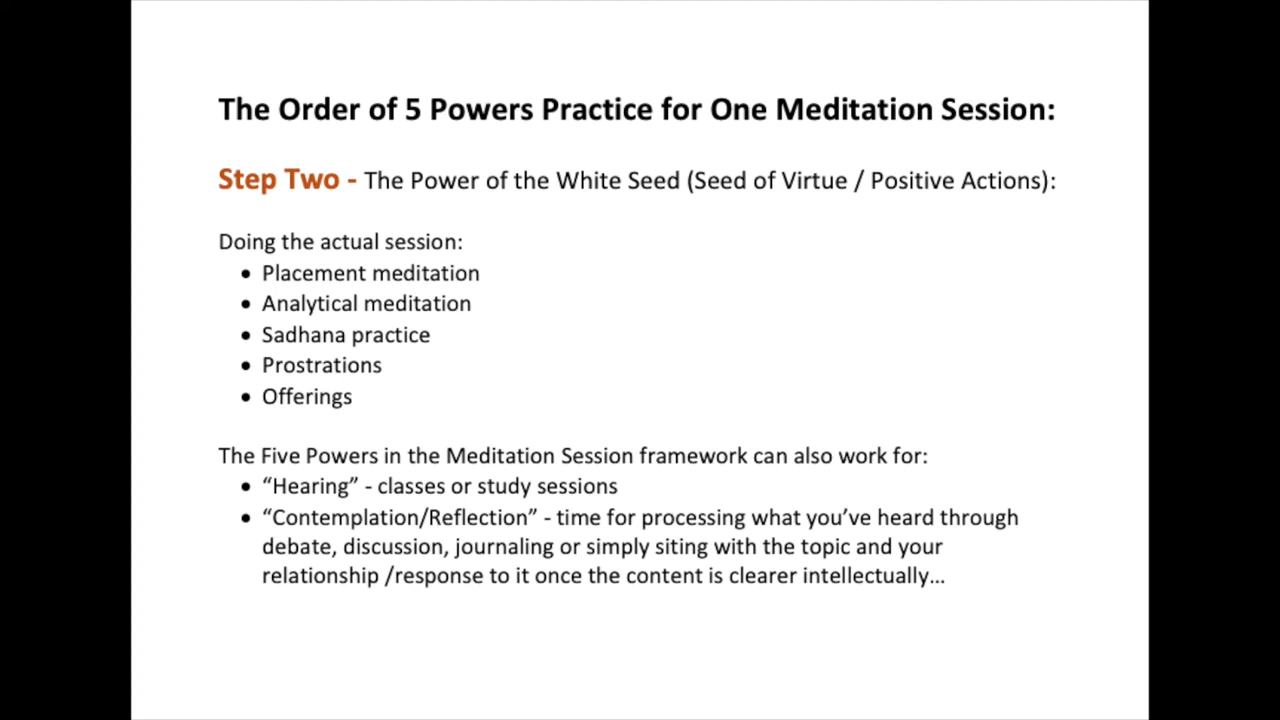 The Order of 5 Powers Practice for One Meditation Session:
Step Two - The Power of the White Seed (Seed of Virtue / Positive Actions):
Doing the actual session:
• Placement meditation
• Analytical meditation
• Sadhana practice
• Prostrations
• Offerings
The Five Powers in the Meditation Session framework can also work for:
• “Hearing” - classes or study sessions
• “Contemplation/Reflection” - time for processing what you’ve heard through
debate, discussion, journaling or simply siting with the topic and your
relationship /response to it once the content is clearer intellectually…